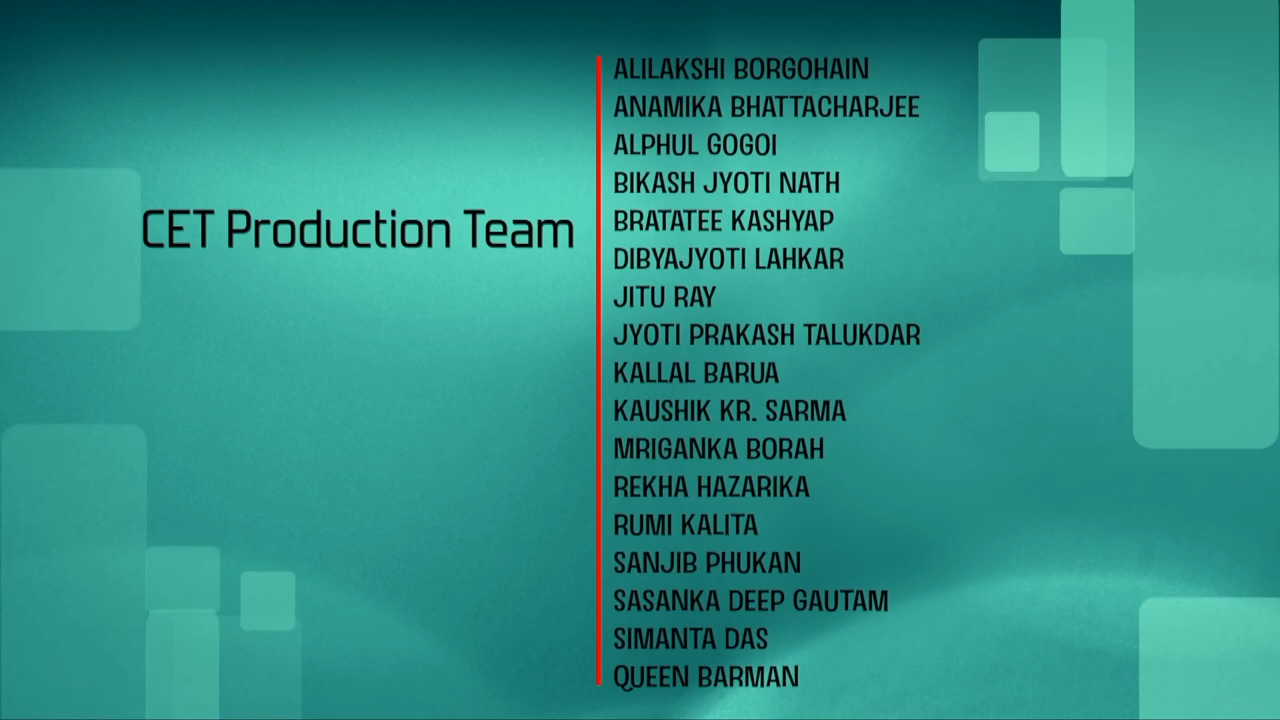 CET Production Team
ALILAKSHI BORGOHAIN
ANAMIKA BHATTACHARJEE
ALPHUL GOGOI
BIKASH JYOTI NATH
BRATATEE KASHYAP
DIBYAJYOTI LAHKAR
JITU RAY
JYOTI PRAKASH TALUKDAR
KALLAL BARUA
KAUSHIK KR. SARMA
MRIGANKA BORAH
REKHA HAZARIKA
RUMI KALITA
SANJIB PHUKAN
SASANKA DEEP GAUTAM
SIMANTA DAS
QUEEN BARMAN